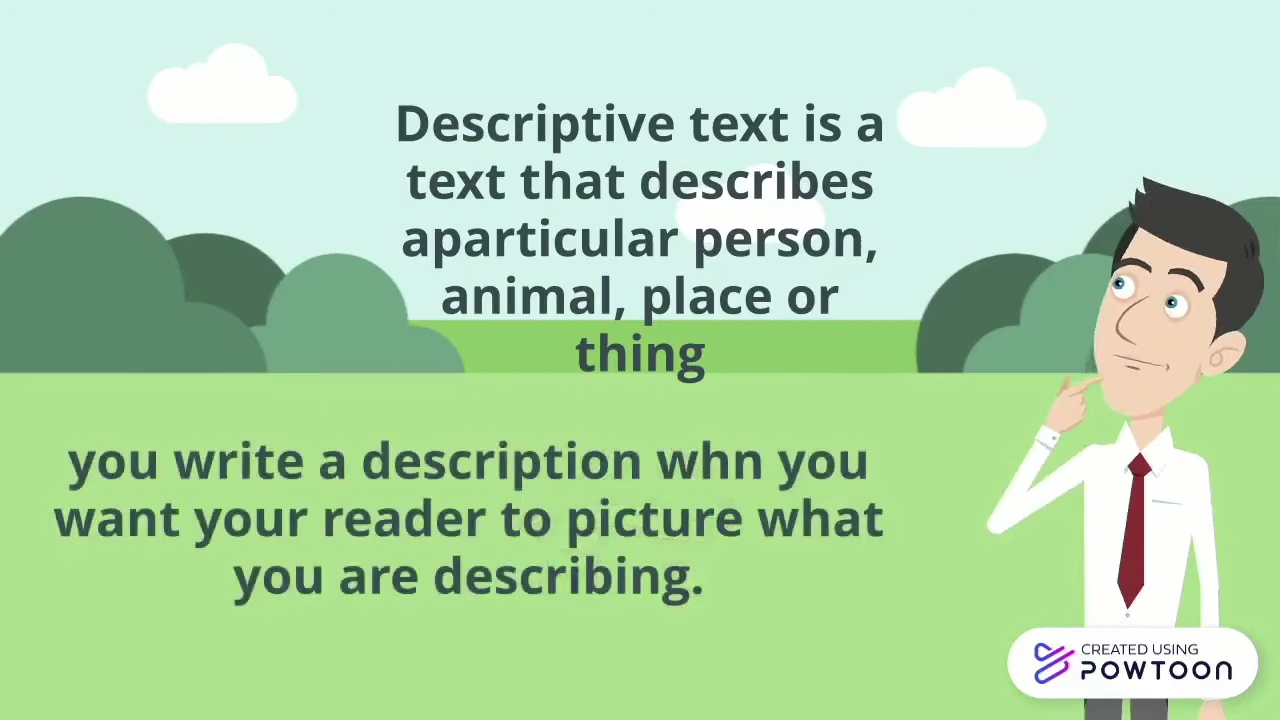 Descriptive text is a
text that describes
aparticular person,
animal, place or
thing
you write a description whn you
want your reader to picture what
you are describing.
CREATED USING
POWTOON